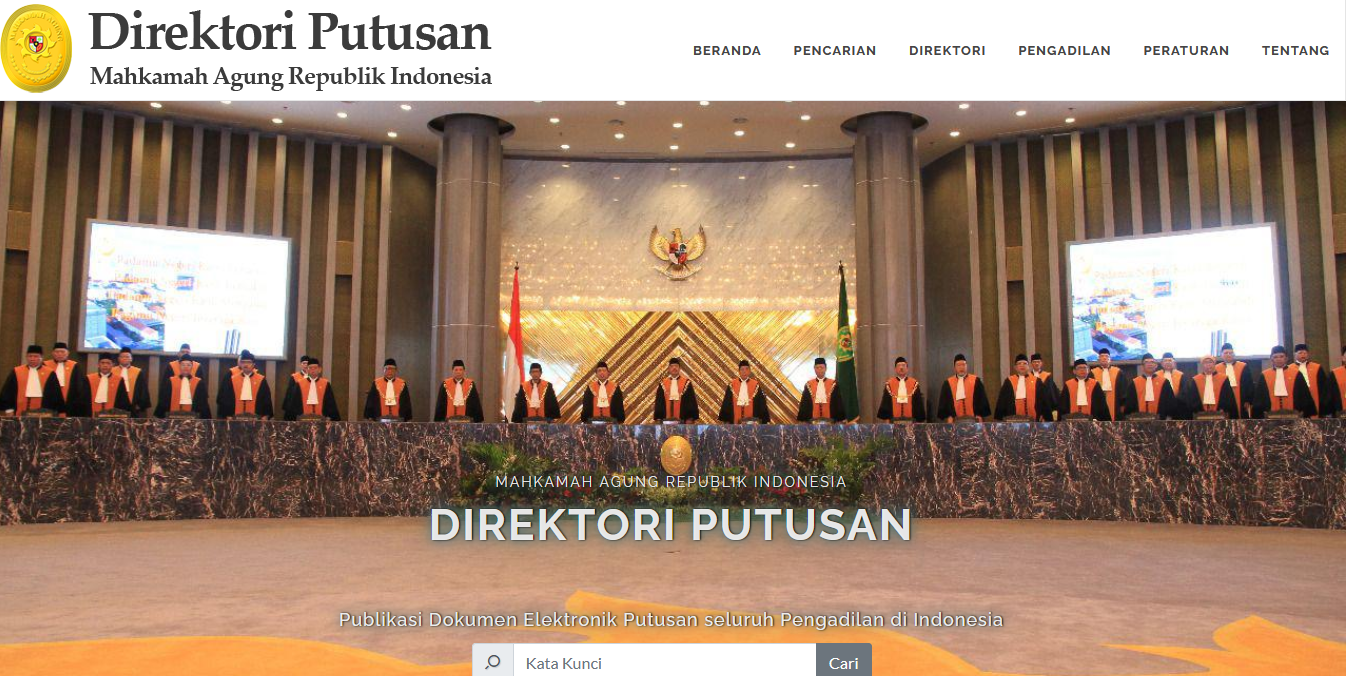 Direktori Putusan
Mahkamah Agung Republik Indonesia
BERANDA PENCARIAN DIREKTORI PENGADILAN PERATURAN TENTANG
MAHKAMAH AGUNG REPUBLIK INDONESIA
DIREKTORI PUTUSAN
Publikasi Dokumen Elektronik Putusan seluruh Pengadilan di Indonesia
Kata Kunci Cari